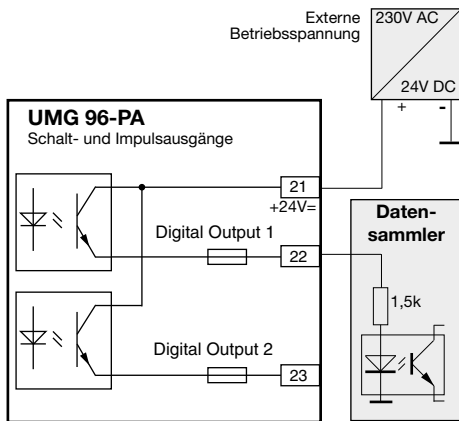 Externe
Betriebsspannung
230V AC
24V DC
+ -
UMG 96-PA
Schalt- und Impulsausgänge
21
+24V=
Digital Output 1
22
Daten-
sammler
1,5k
Digital Output 2
23